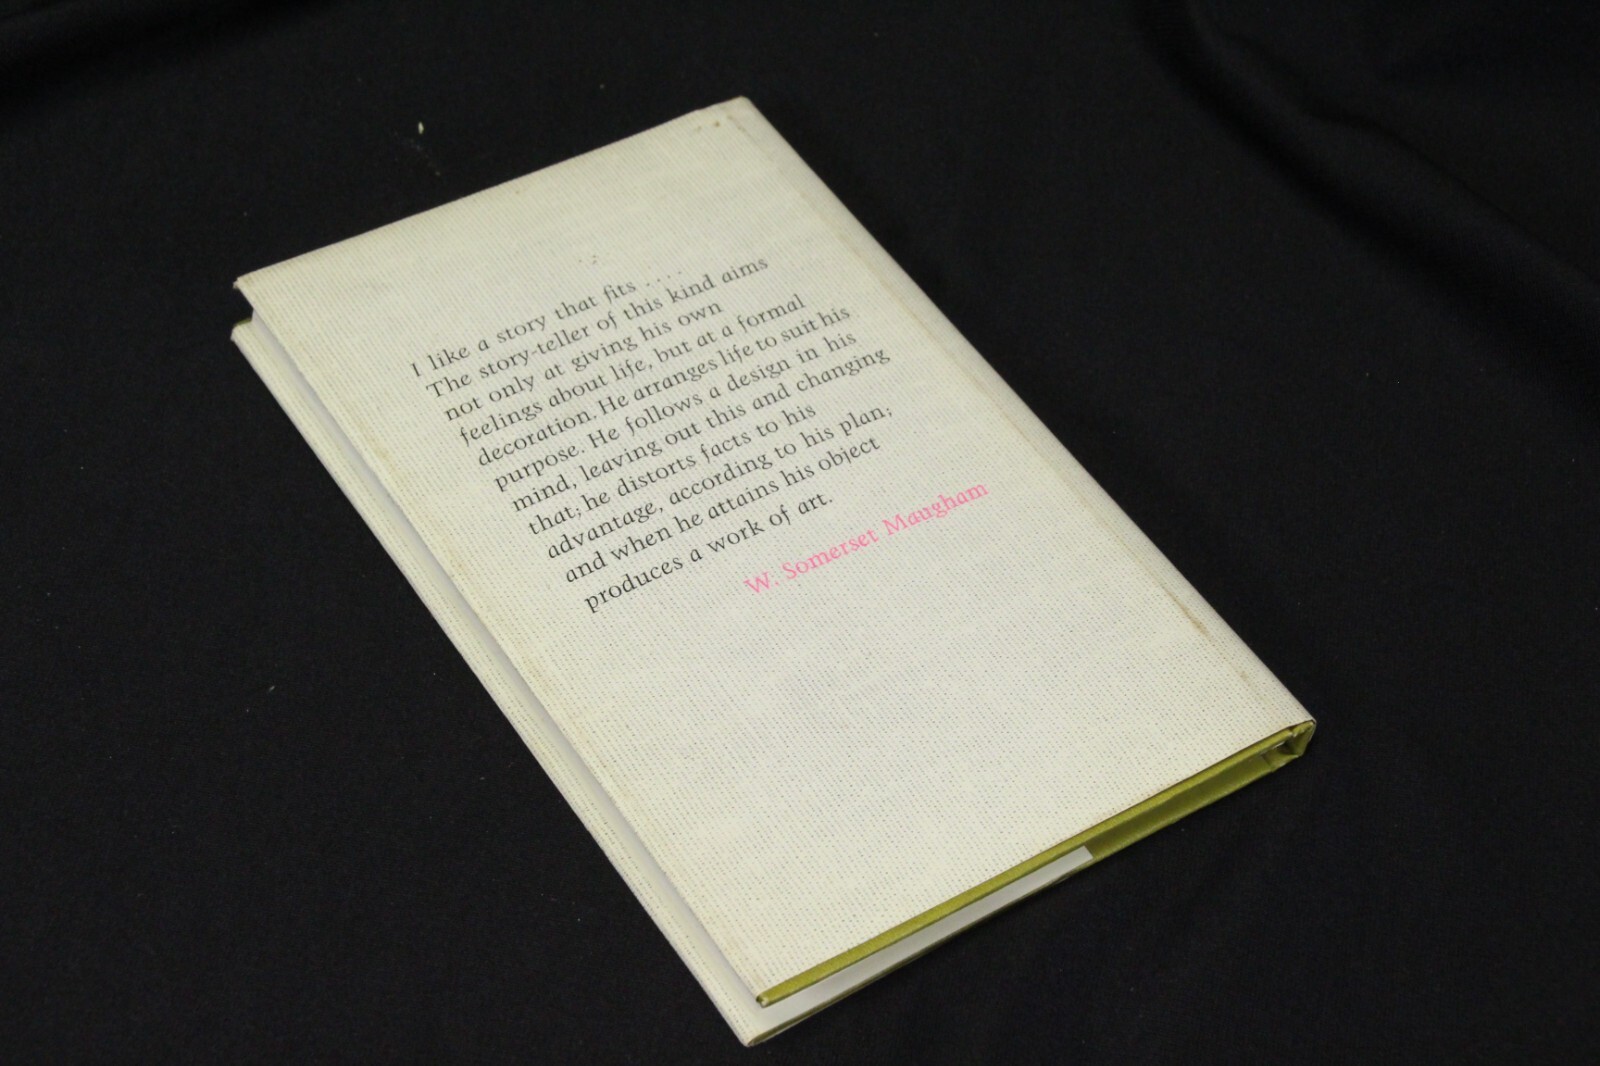 I like a story that fits . . . .
The story-teller of this kind aims
not only at giving his own
feelings about life, but at a formal
decoration. He arranges life to suit his
purpose. He follows a design in his
mind, leaving out this and changing
that; he distorts facts to his
advantage, according to his plan;
and when he attains his object
produces a work of art.
W. Somerset Maugham